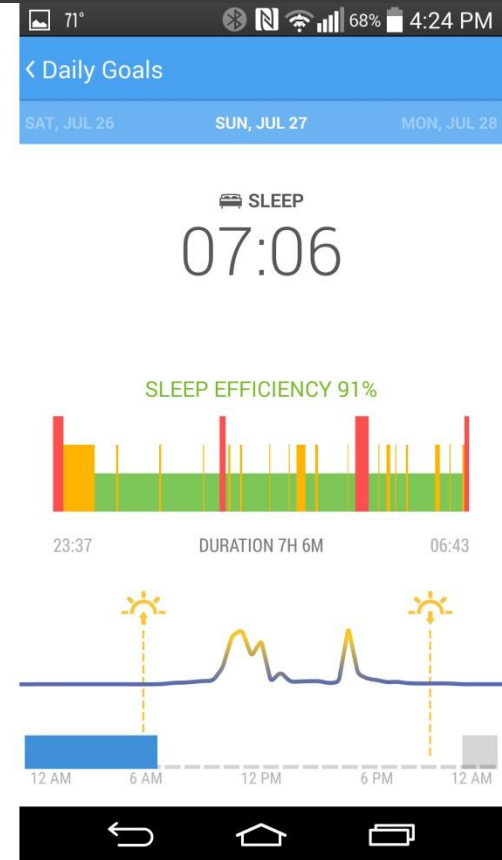 71° 68% 4:24 PM
< Daily Goals
SAT, JUL 26 SUN, JUL 27 MON, JUL 28
SLEEP
07:06
SLEEP EFFICIENCY 91%
23:37 DURATION 7H 6M 06:43
12 AM 6 AM 12 PM 6 PM 12 AM